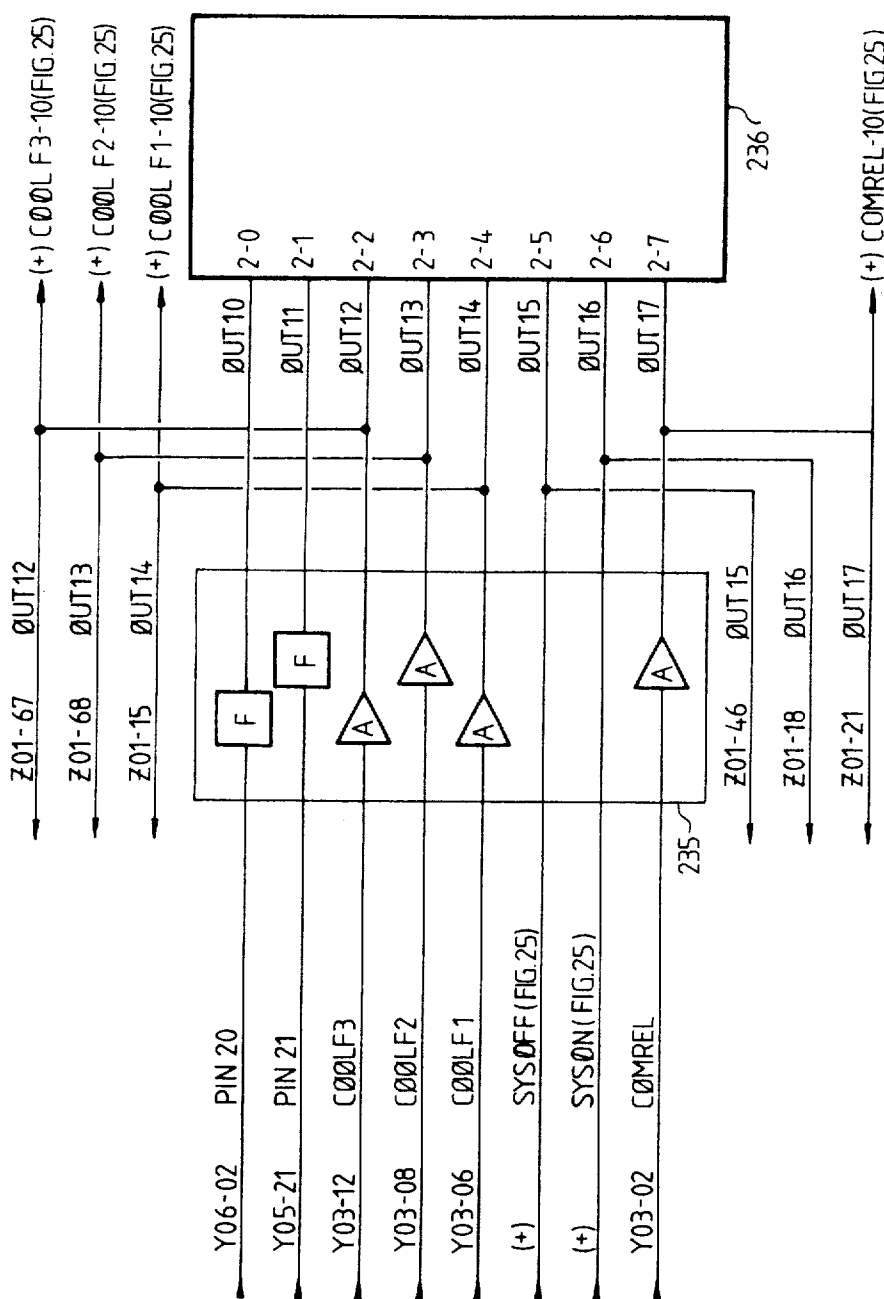 (+) CØØL F3-10(FIG.25)
(+) CØØL F2-10(FIG.25)
(+) CØØL F1-10(FIG.25)
Z01-67 ØUT12
Z01-68 ØUT13
Z01-15 ØUT14
Y06-02 PIN 20 F ØUT10 2-0
Y05-21 PIN 21 F ØUT11 2-1
Y03-12 CØØLF3 A ØUT12 2-2
Y03-08 CØØLF2 A ØUT13 2-3
Y03-06 CØØLF1 A ØUT14 2-4
(+) SYSØFF(FIG.25) ØUT15 2-5
(+) SYSØN(FIG.25) ØUT16 2-6
Y03-02 CØMREL A ØUT17 2-7
235
236
Z01-46 ØUT15
Z01-18 ØUT16
Z01-21 ØUT17
(+) COMREL-10(FIG.25)